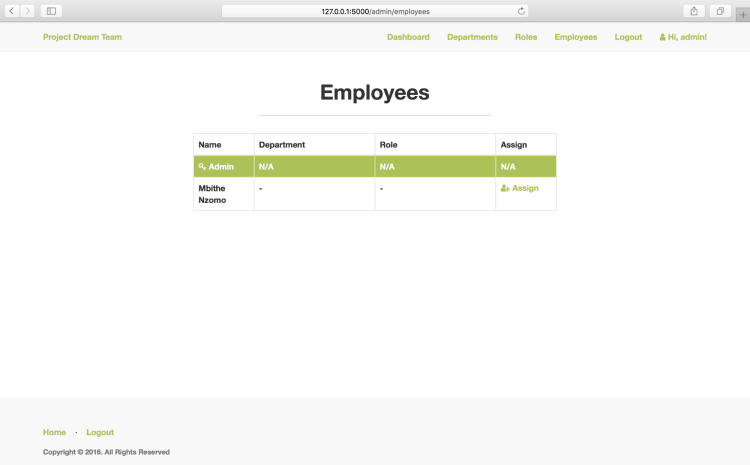 127.0.0.1:5000/admin/employees
Project Dream Team Dashboard Departments Roles Employees Logout Hi, admin!
Employees
Name Department Role Assign
Admin N/A N/A N/A
Mbithe Nzomo - - Assign
Home · Logout
Copyright © 2016. All Rights Reserved